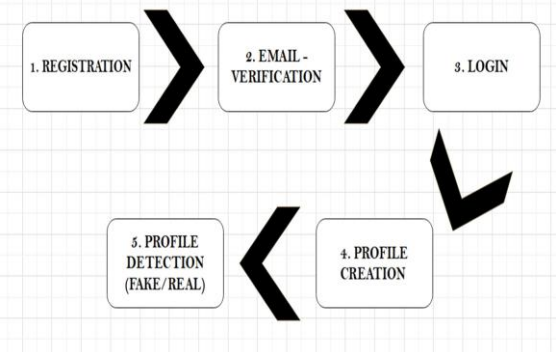 1. REGISTRATION
2. EMAIL -
VERIFICATION
3. LOGIN
4. PROFILE
CREATION
5. PROFILE
DETECTION
(FAKE/REAL)